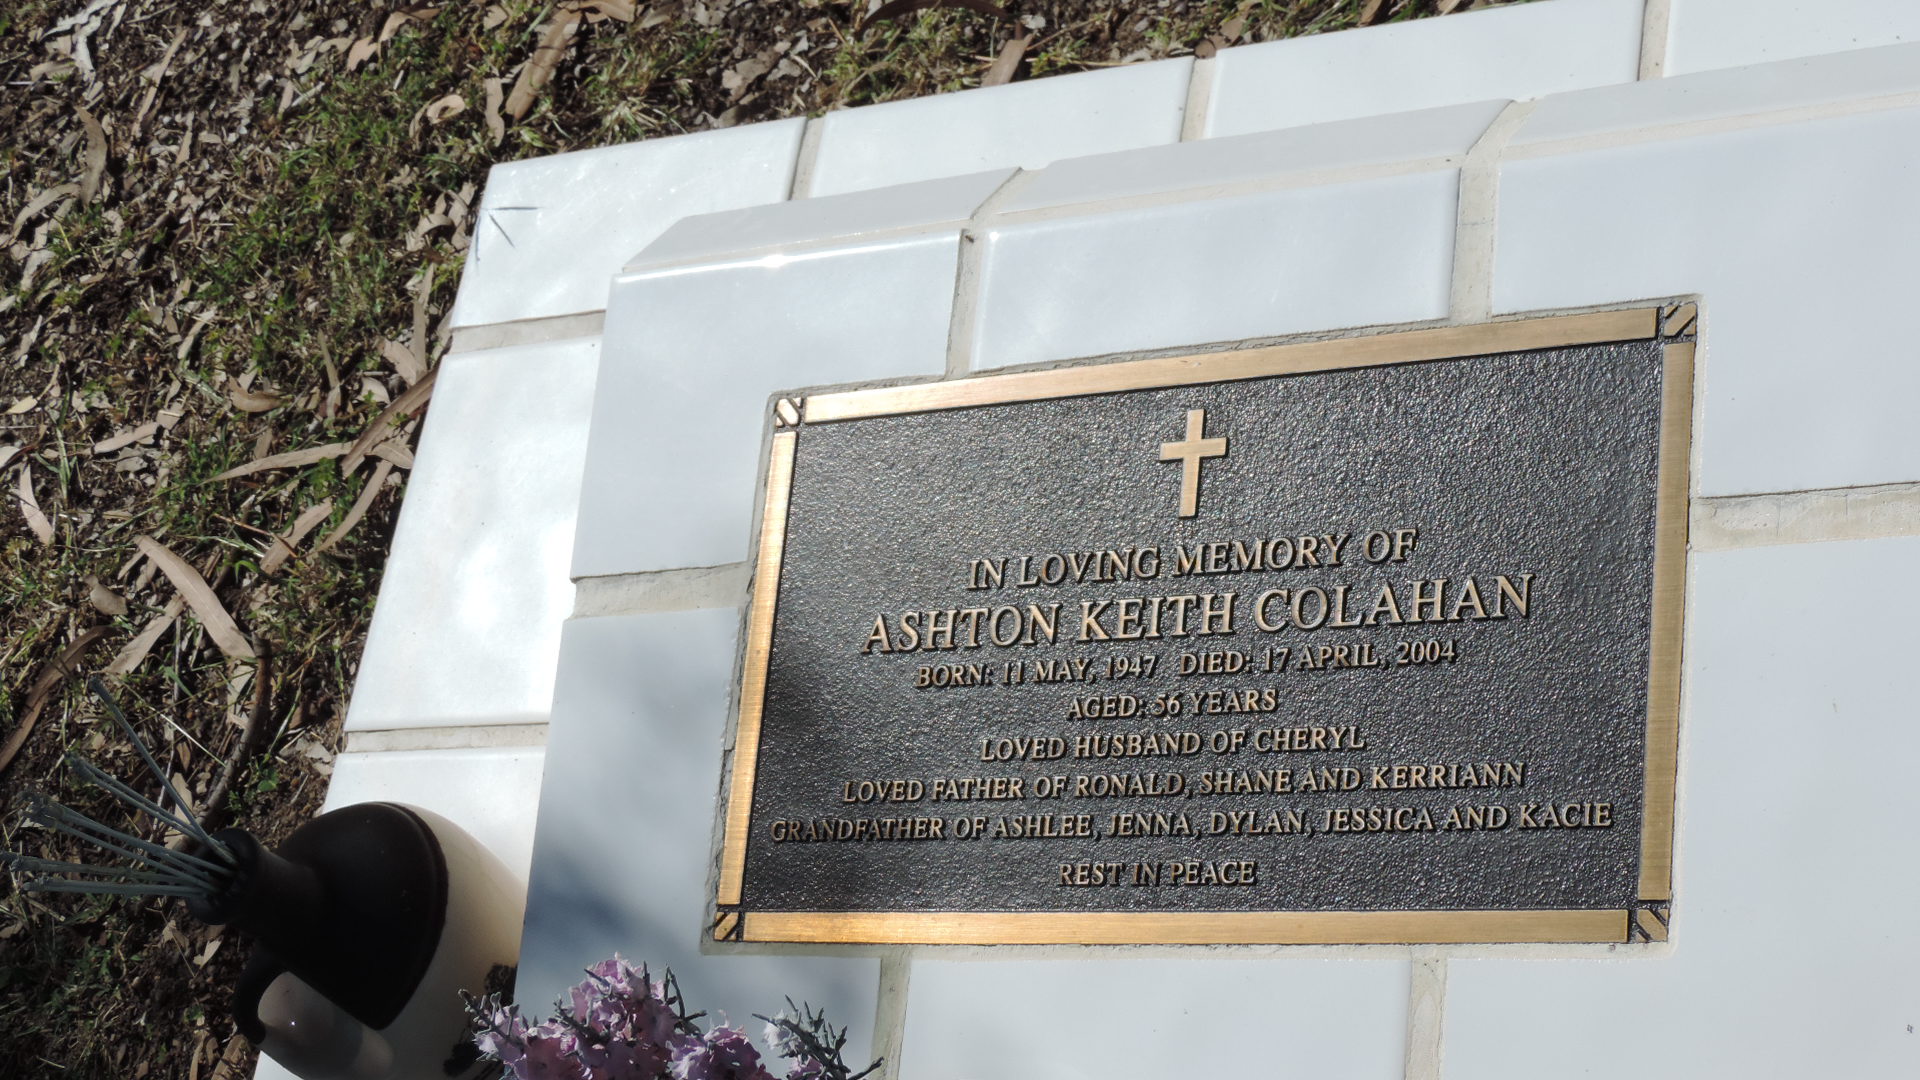 IN LOVING MEMORY OF
ASHTON KEITH COLAHAN
BORN: 11 MAY, 1947 DIED: 17 APRIL, 2004
AGED: 56 YEARS
LOVED HUSBAND OF CHERYL
LOVED FATHER OF RONALD, SHANE AND KERRIANN
GRANDFATHER OF ASHLEE, JENNA, DYLAN, JESSICA AND KACIE
REST IN PEACE